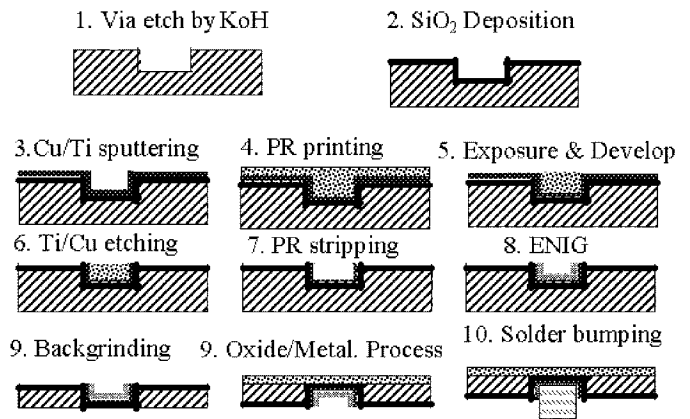 1. Via etch by KoH
2. SiO₂ Deposition
3.Cu/Ti sputtering
4. PR printing
5. Exposure & Develop
6. Ti/Cu etching
7. PR stripping
8. ENIG
9. Backgrinding
9. Oxide/Metal. Process
10. Solder bumping